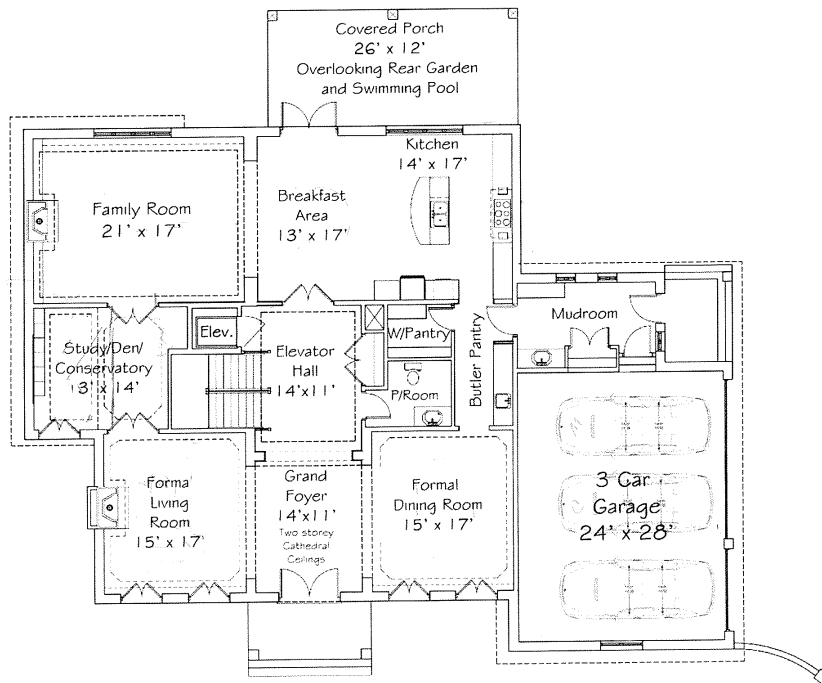 Covered Porch
26' x 12'
Overlooking Rear Garden
and Swimming Pool
Kitchen
14' x 17'
Breakfast
Area
13' x 17'
Family Room
21' x 17'
Mudroom
Elev.
W/Pantry
Butler Pantry
Study/Den/
Conservatory
13' x 14'
Elevator
Hall
14'x11'
P/Room
Formal
Living
Room
15' x 17'
Grand
Foyer
14'x11'
Two storey
Cathedral
Ceilings
Formal
Dining Room
15' x 17'
3 Car
Garage
24' x 28'